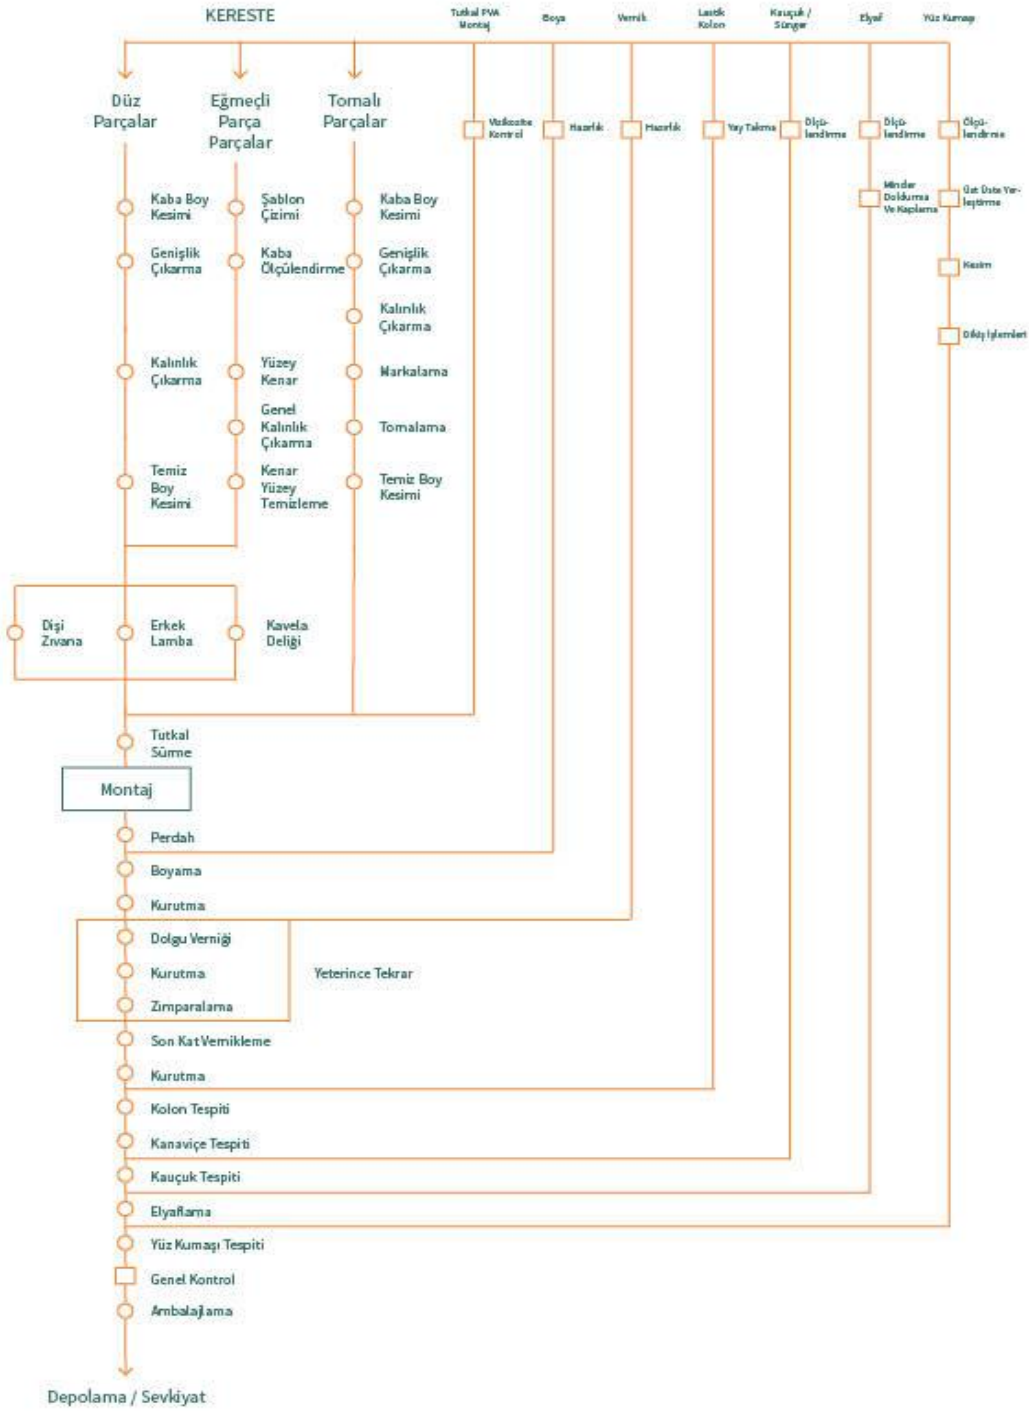 KERESTE
Tutkal PVA
Montaj
Boya
Vernik
Lastik
Kolon
Kauçuk /
Sünger
Elyaf
Yüz Kumaşı
Düz
Parçalar
Eğmeçli
Parça
Parçalar
Tornalı
Parçalar
Viskosite
Kontrol
Hazırlık
Hazırlık
Yay Takma
Ölçü-
lendirme
Ölçü-
lendirme
Ölçü-
lendirme
Minder
Doldurma
Ve Kaplama
Üst Üste Yer-
leştirme
Kesim
Dikiş İşlemleri
Kaba Boy
Kesimi
Şablon
Çizimi
Kaba Boy
Kesimi
Genişlik
Çıkarma
Kaba
Ölçülendirme
Genişlik
Çıkarma
Kalınlık
Çıkarma
Kalınlık
Çıkarma
Yüzey
Kenar
Markalama
Genel
Kalınlık
Çıkarma
Tornalama
Temiz
Boy
Kesimi
Kenar
Yüzey
Temizleme
Temiz Boy
Kesimi
Dişi
Zıvana
Erkek
Lamba
Kavela
Deliği
Tutkal
Sürme
Montaj
Perdah
Boyama
Kurutma
Dolgu Verniği
Kurutma
Yeterince Tekrar
Zımparalama
Son Kat Vernikleme
Kurutma
Kolon Tespiti
Kanaviçe Tespiti
Kauçuk Tespiti
Elyaflama
Yüz Kumaşı Tespiti
Genel Kontrol
Ambalajlama
Depolama / Sevkiyat